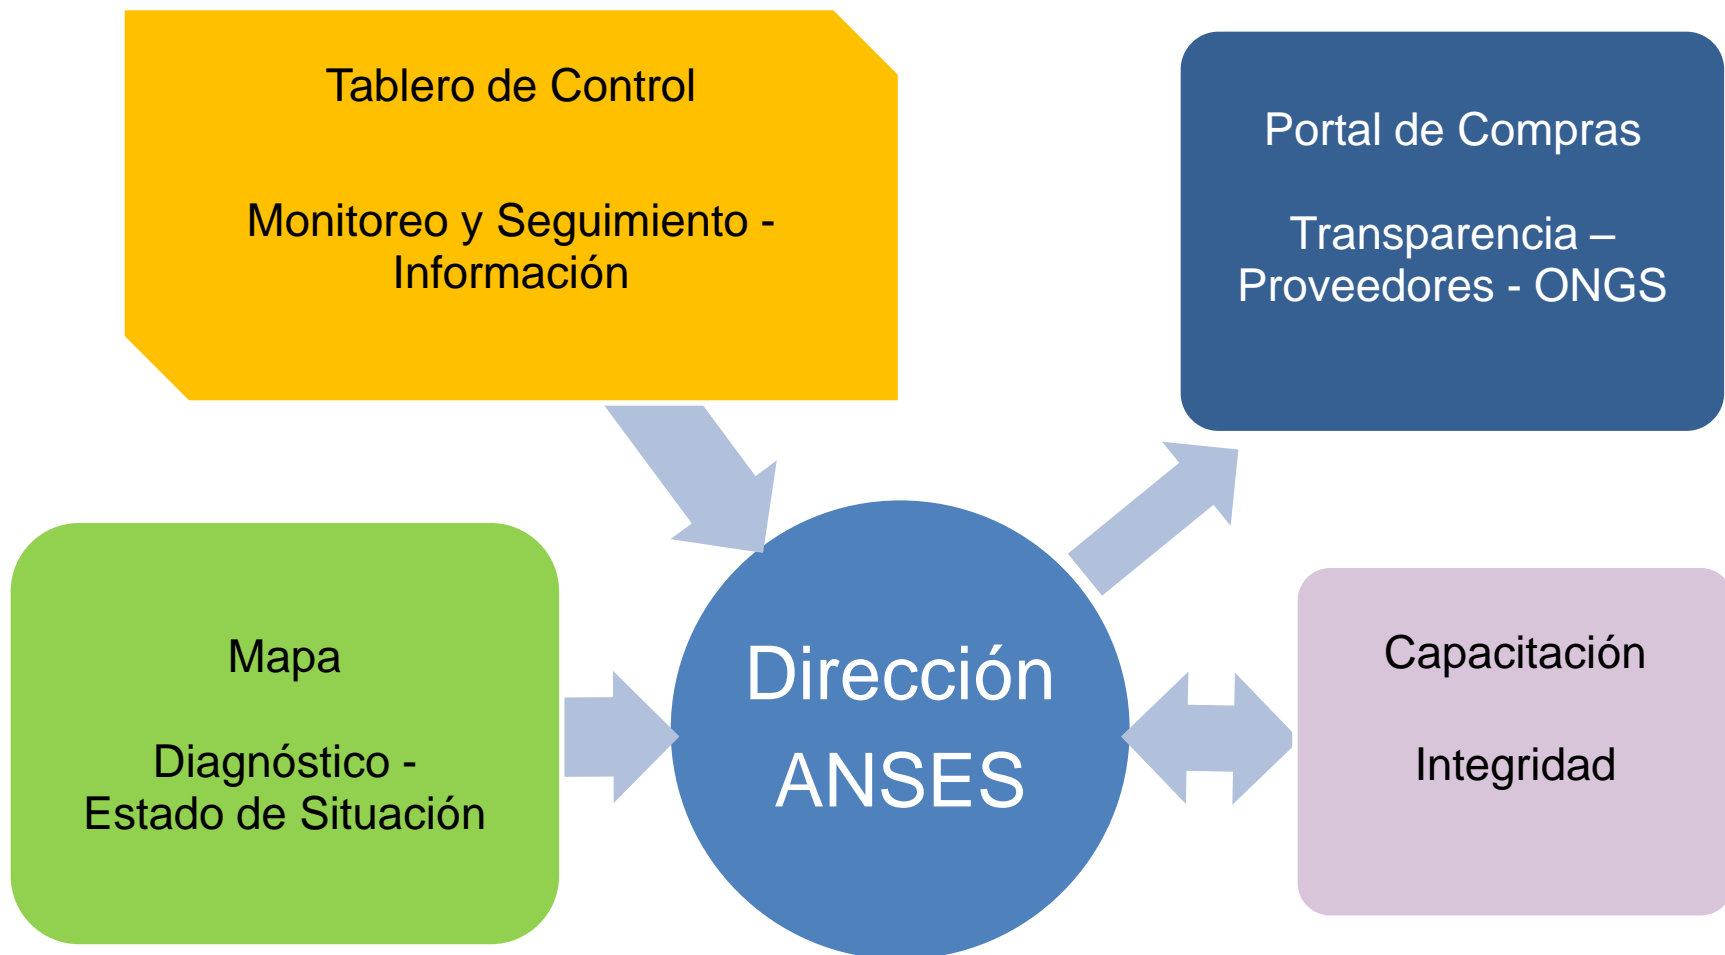 Tablero de Control
Monitoreo y Seguimiento -
Información
Portal de Compras
Transparencia –
Proveedores - ONGS
Mapa
Diagnóstico -
Estado de Situación
Dirección
ANSES
Capacitación
Integridad